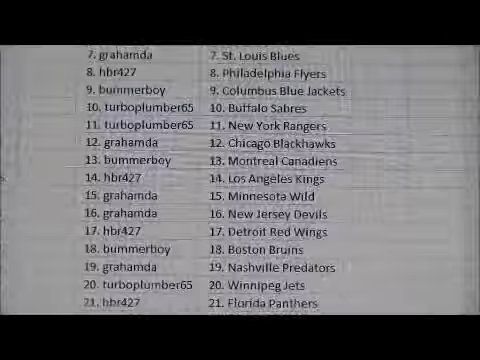 7. grahamda 7. St. Louis Blues
8. hbr427 8. Philadelphia Flyers
9. bummerboy 9. Columbus Blue Jackets
10. turboplumber65 10. Buffalo Sabres
11. turboplumber65 11. New York Rangers
12. grahamda 12. Chicago Blackhawks
13. bummerboy 13. Montreal Canadiens
14. hbr427 14. Los Angeles Kings
15. grahamda 15. Minnesota Wild
16. grahamda 16. New Jersey Devils
17. hbr427 17. Detroit Red Wings
18. bummerboy 18. Boston Bruins
19. grahamda 19. Nashville Predators
20. turboplumber65 20. Winnipeg Jets
21. hbr427 21. Florida Panthers